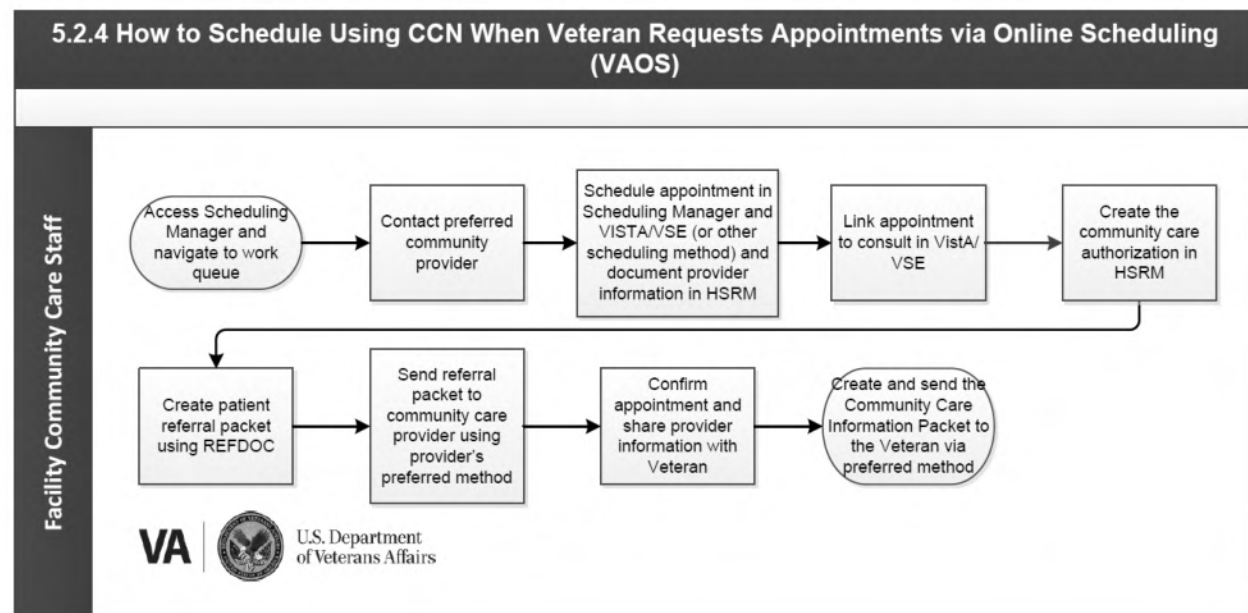 5.2.4 How to Schedule Using CCN When Veteran Requests Appointments via Online Scheduling
(VAOS)
Facility Community Care Staff
Access Scheduling
Manager and
navigate to work
queue
Contact preferred
community
provider
Schedule appointment in
Scheduling Manager and
VISTA/VSE (or other
scheduling method) and
document provider
information in HSRM
Link appointment
to consult in VistA/
VSE
Create the
community care
authorization in
HSRM
Create patient
referral packet
using REFDOC
Send referral
packet to
community care
provider using
provider's
preferred method
Confirm
appointment and
share provider
information with
Veteran
Create and send the
Community Care
Information Packet to
the Veteran via
preferred method
VA
U.S. Department
of Veterans Affairs